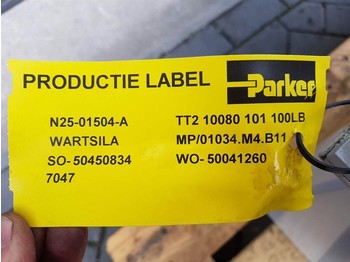 PRODUCTIE LABEL Parker
N25-01504-A TT2 10080 101 100LB
WARTSILA MP/01034.M4.B11
SO-50450834 WO-50041260
7047